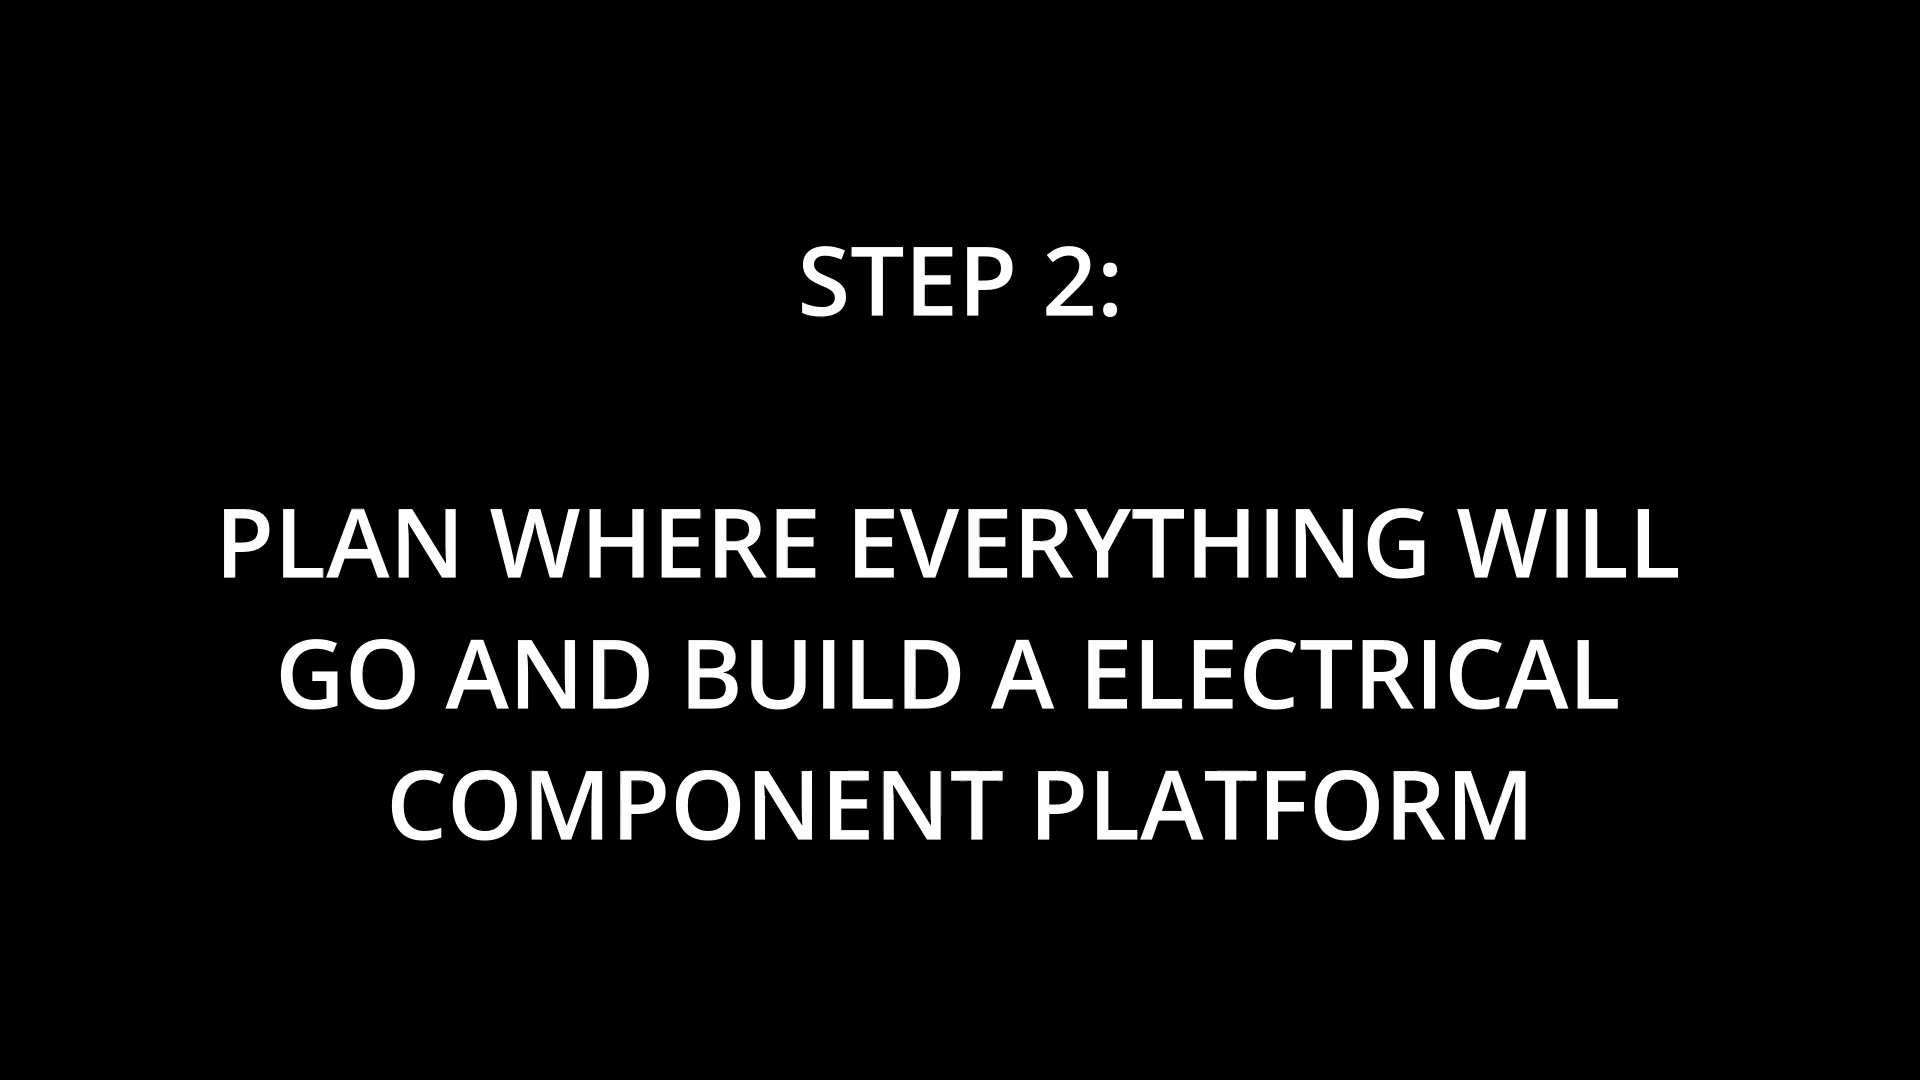 STEP 2:
PLAN WHERE EVERYTHING WILL
GO AND BUILD A ELECTRICAL
COMPONENT PLATFORM